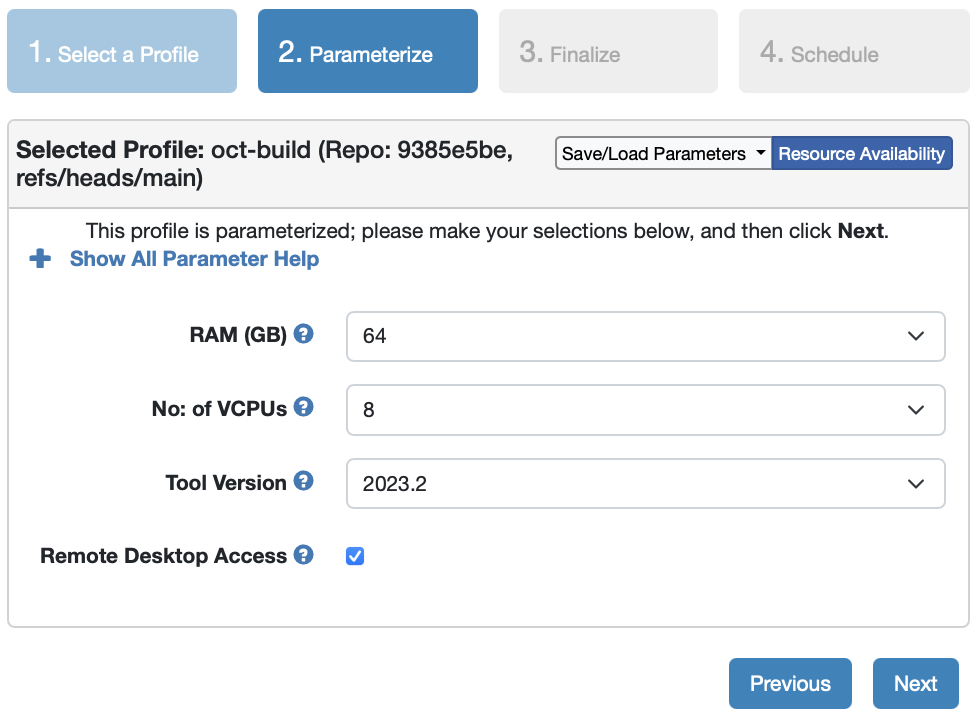 1. Select a Profile
2. Parameterize
3. Finalize
4. Schedule
Selected Profile: oct-build (Repo: 9385e5be,
refs/heads/main)
Save/Load Parameters
Resource Availability
This profile is parameterized; please make your selections below, and then click Next.
Show All Parameter Help
RAM (GB) ?
64
No: of VCPUs ?
8
Tool Version ?
2023.2
Remote Desktop Access ?
Previous
Next